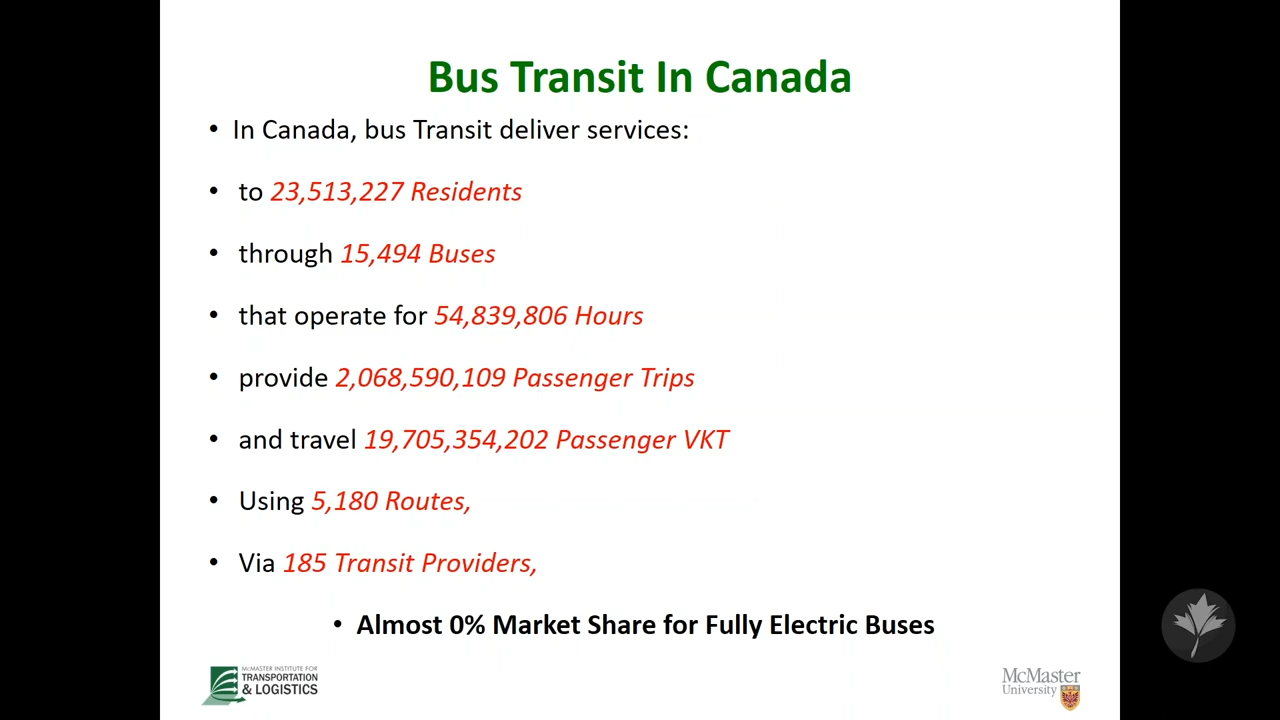 Bus Transit In Canada
• In Canada, bus Transit deliver services:
• to 23,513,227 Residents
• through 15,494 Buses
• that operate for 54,839,806 Hours
• provide 2,068,590,109 Passenger Trips
• and travel 19,705,354,202 Passenger VKT
• Using 5,180 Routes,
• Via 185 Transit Providers,
• Almost 0% Market Share for Fully Electric Buses
McMASTER INSTITUTE FOR
TRANSPORTATION
& LOGISTICS
McMaster
University